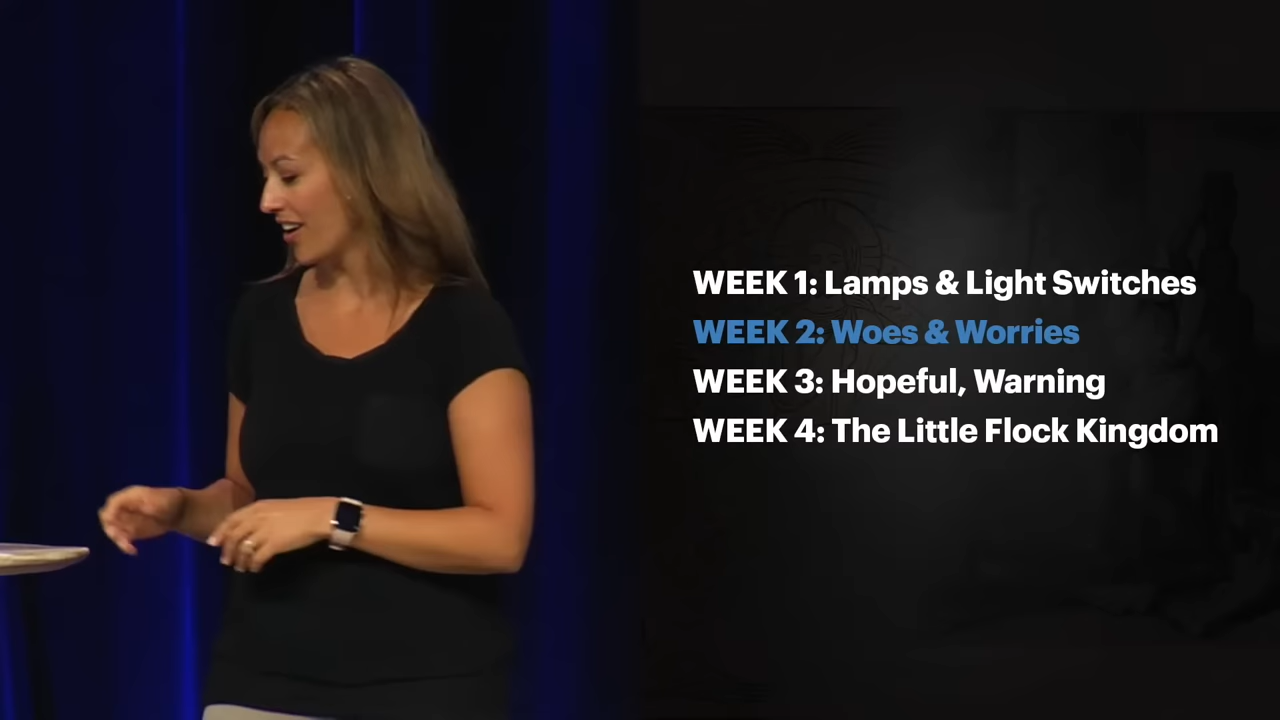 WEEK 1: Lamps & Light Switches
WEEK 2: Woes & Worries
WEEK 3: Hopeful, Warning
WEEK 4: The Little Flock Kingdom